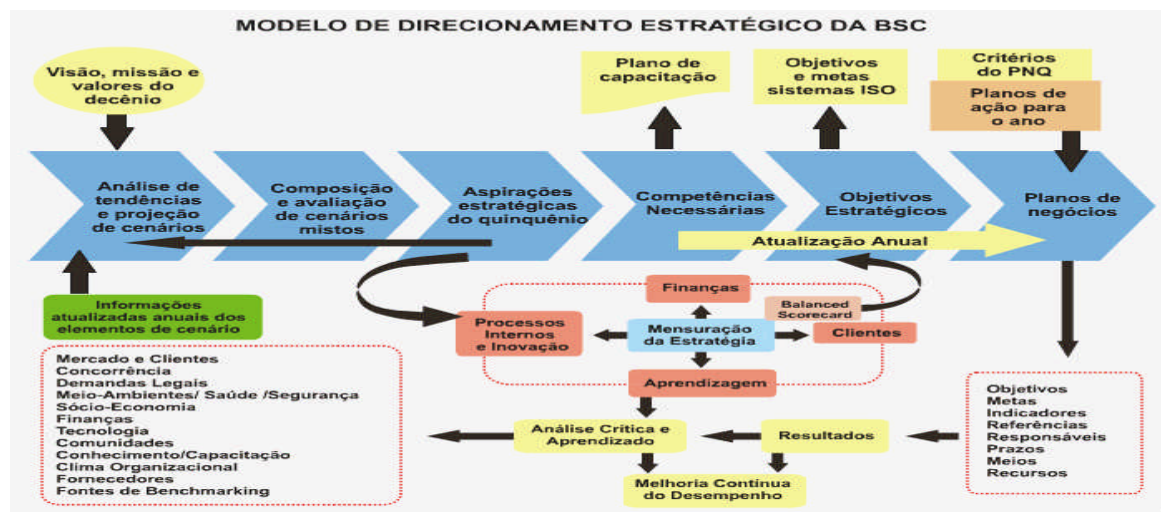 MODELO DE DIRECIONAMENTO ESTRATÉGICO DA BSC
Visão, missão e
valores do
decênio
Plano de
capacitação
Objetivos
e metas
sistemas ISO
Critérios
do PNQ
Planos de
ação para
o ano
Análise de
tendências
e projeção
de cenários
Composição
e avaliação
de cenários
mistos
Aspirações
estratégicas
do quinquênio
Competências
Necessárias
Objetivos
Estratégicos
Planos de
negócios
Atualização Anual
Informações
atualizadas anuais dos
elementos de cenário
Finanças
Balanced
Scorecard
Processos
Internos
e Inovação
Mensuração
da Estratégia
Clientes
Aprendizagem
Mercado e Clientes
Concorrência
Demandas Legais
Meio-Ambientes/ Saúde /Segurança
Sócio-Economia
Finanças
Tecnologia
Comunidades
Conhecimento/Capacitação
Clima Organizacional
Fornecedores
Fontes de Benchmarking
Análise Crítica e
Aprendizado
Resultados
Melhoria Contínua
do Desempenho
Objetivos
Metas
Indicadores
Referências
Responsáveis
Prazos
Meios
Recursos